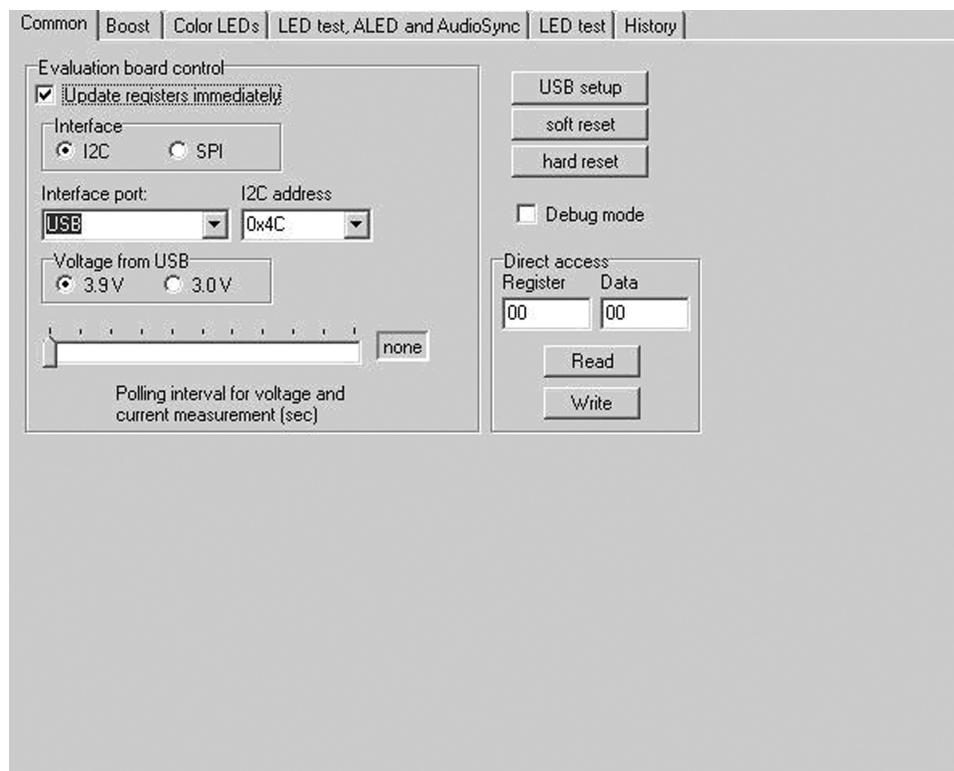 Common Boost Color LEDs LED test, ALED and AudioSync LED test History
Evaluation board control
Update registers immediately
Interface
I2C SPI
Interface port: I2C address
USB 0x4C
Voltage from USB
3.9 V 3.0 V
none
Polling interval for voltage and
current measurement (sec)
USB setup
soft reset
hard reset
Debug mode
Direct access
Register Data
00 00
Read
Write